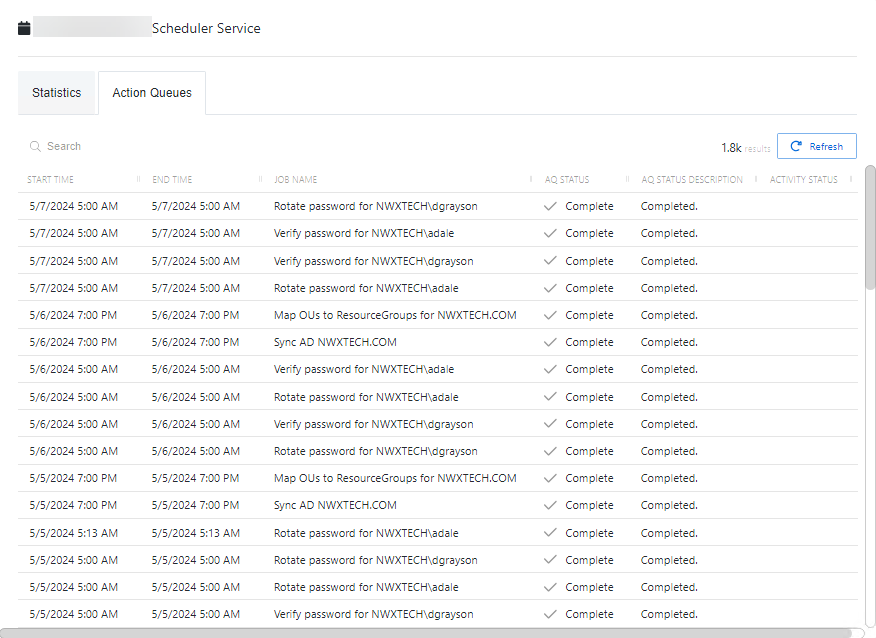 Scheduler Service
Statistics Action Queues
Search 1.8k results Refresh
START TIME END TIME JOB NAME AQ STATUS AQ STATUS DESCRIPTION ACTIVITY STATUS
5/7/2024 5:00 AM 5/7/2024 5:00 AM Rotate password for NWXTECH\dgrayson Complete Completed.
5/7/2024 5:00 AM 5/7/2024 5:00 AM Verify password for NWXTECH\adale Complete Completed.
5/7/2024 5:00 AM 5/7/2024 5:00 AM Verify password for NWXTECH\dgrayson Complete Completed.
5/7/2024 5:00 AM 5/7/2024 5:00 AM Rotate password for NWXTECH\adale Complete Completed.
5/6/2024 7:00 PM 5/6/2024 7:00 PM Map OUs to ResourceGroups for NWXTECH.COM Complete Completed.
5/6/2024 7:00 PM 5/6/2024 7:00 PM Sync AD NWXTECH.COM Complete Completed.
5/6/2024 5:00 AM 5/6/2024 5:00 AM Verify password for NWXTECH\adale Complete Completed.
5/6/2024 5:00 AM 5/6/2024 5:00 AM Rotate password for NWXTECH\adale Complete Completed.
5/6/2024 5:00 AM 5/6/2024 5:00 AM Verify password for NWXTECH\dgrayson Complete Completed.
5/6/2024 5:00 AM 5/6/2024 5:00 AM Rotate password for NWXTECH\dgrayson Complete Completed.
5/5/2024 7:00 PM 5/5/2024 7:00 PM Map OUs to ResourceGroups for NWXTECH.COM Complete Completed.
5/5/2024 7:00 PM 5/5/2024 7:00 PM Sync AD NWXTECH.COM Complete Completed.
5/5/2024 5:13 AM 5/5/2024 5:13 AM Rotate password for NWXTECH\adale Complete Completed.
5/5/2024 5:00 AM 5/5/2024 5:00 AM Rotate password for NWXTECH\dgrayson Complete Completed.
5/5/2024 5:00 AM 5/5/2024 5:00 AM Rotate password for NWXTECH\adale Complete Completed.
5/5/2024 5:00 AM 5/5/2024 5:00 AM Verify password for NWXTECH\dgrayson Complete Completed.